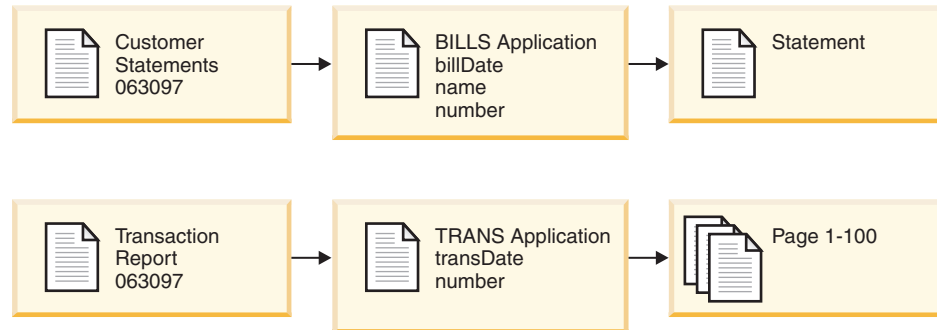 Customer
Statements
063097
BILLS Application
billDate
name
number
Statement
Transaction
Report
063097
TRANS Application
transDate
number
Page 1-100